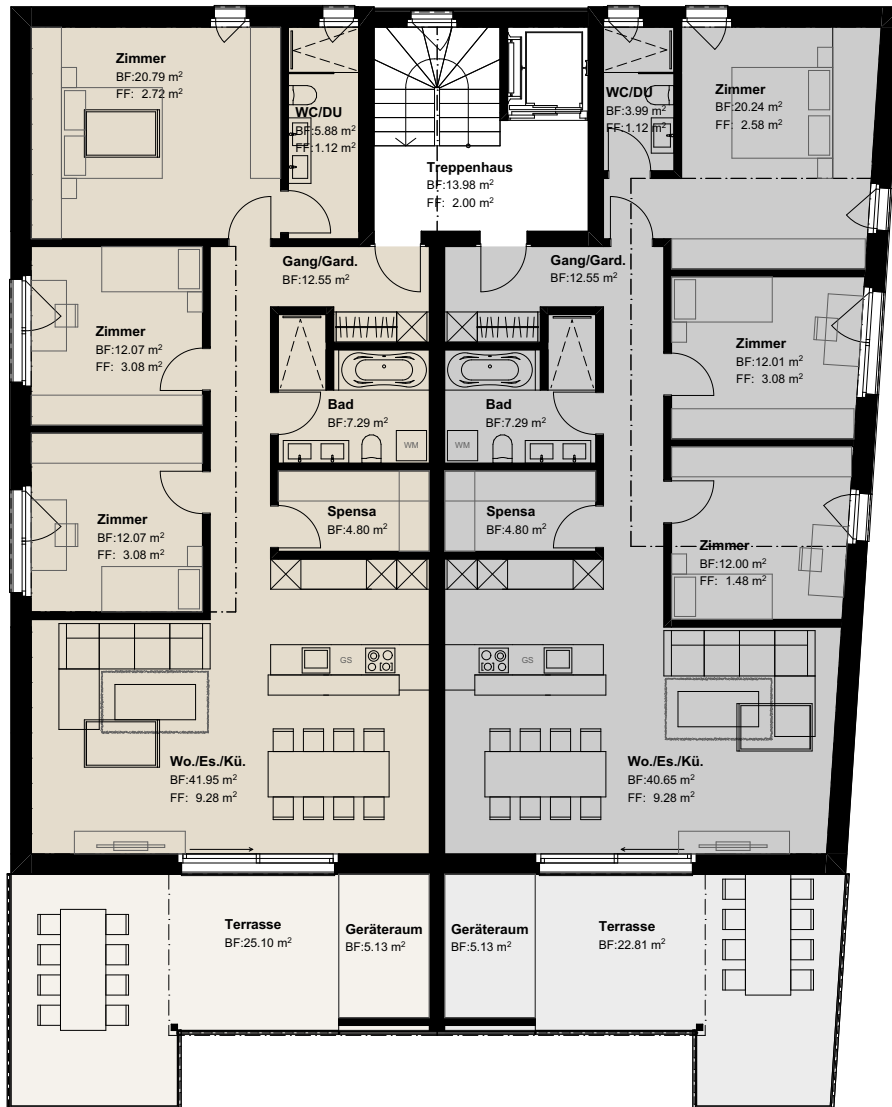 Zimmer
BF:20.79 m²
FF: 2.72 m²
WC/DU
BF:5.88 m²
FF:1.12 m²
Treppenhaus
BF:13.98 m²
FF: 2.00 m²
WC/DU
BF:3.99 m²
FF:1.12 m²
Zimmer
BF:20.24 m²
FF: 2.58 m²
Gang/Gard.
BF:12.55 m²
Gang/Gard.
BF:12.55 m²
Zimmer
BF:12.07 m²
FF: 3.08 m²
Zimmer
BF:12.01 m²
FF: 3.08 m²
Bad
BF:7.29 m²
WM
Bad
BF:7.29 m²
WM
Zimmer
BF:12.07 m²
FF: 3.08 m²
Spensa
BF:4.80 m²
Spensa
BF:4.80 m²
Zimmer
BF:12.00 m²
FF: 1.48 m²
GS
GS
Wo./Es./Kü.
BF:41.95 m²
FF: 9.28 m²
Wo./Es./Kü.
BF:40.65 m²
FF: 9.28 m²
Terrasse
BF:25.10 m²
Geräteraum
BF:5.13 m²
Geräteraum
BF:5.13 m²
Terrasse
BF:22.81 m²